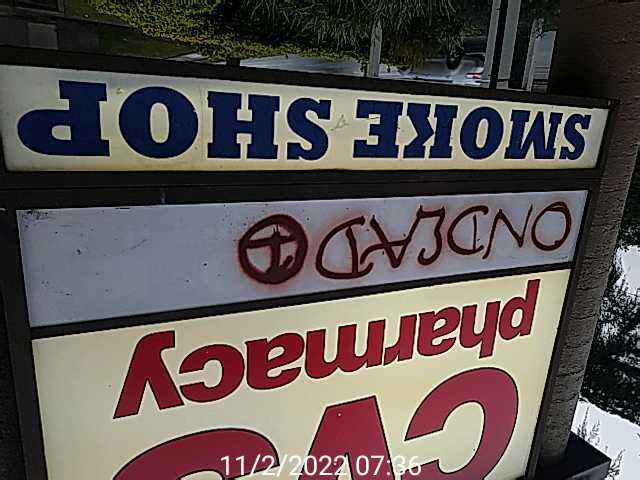 CVS
pharmacy
SMOKE SHOP
11/2/2022 07:36